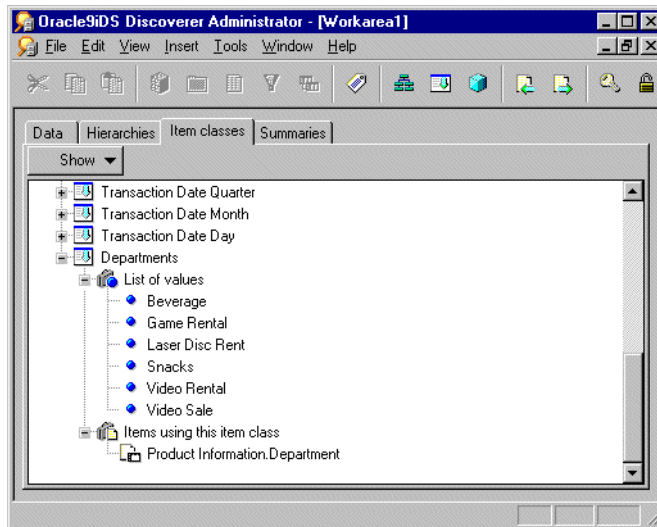 Oracle9iDS Discoverer Administrator - [Workarea1]
File Edit View Insert Tools Window Help
Data Hierarchies Item classes Summaries
Show
Transaction Date Quarter
Transaction Date Month
Transaction Date Day
Departments
List of values
Beverage
Game Rental
Laser Disc Rent
Snacks
Video Rental
Video Sale
Items using this item class
Product Information.Department